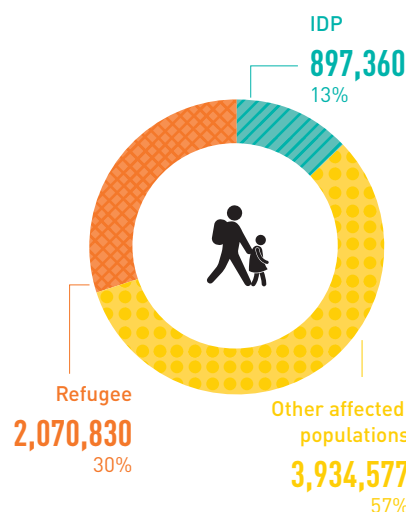 IDP
897,360
13%
Refugee
2,070,830
30%
Other affected
populations
3,934,577
57%